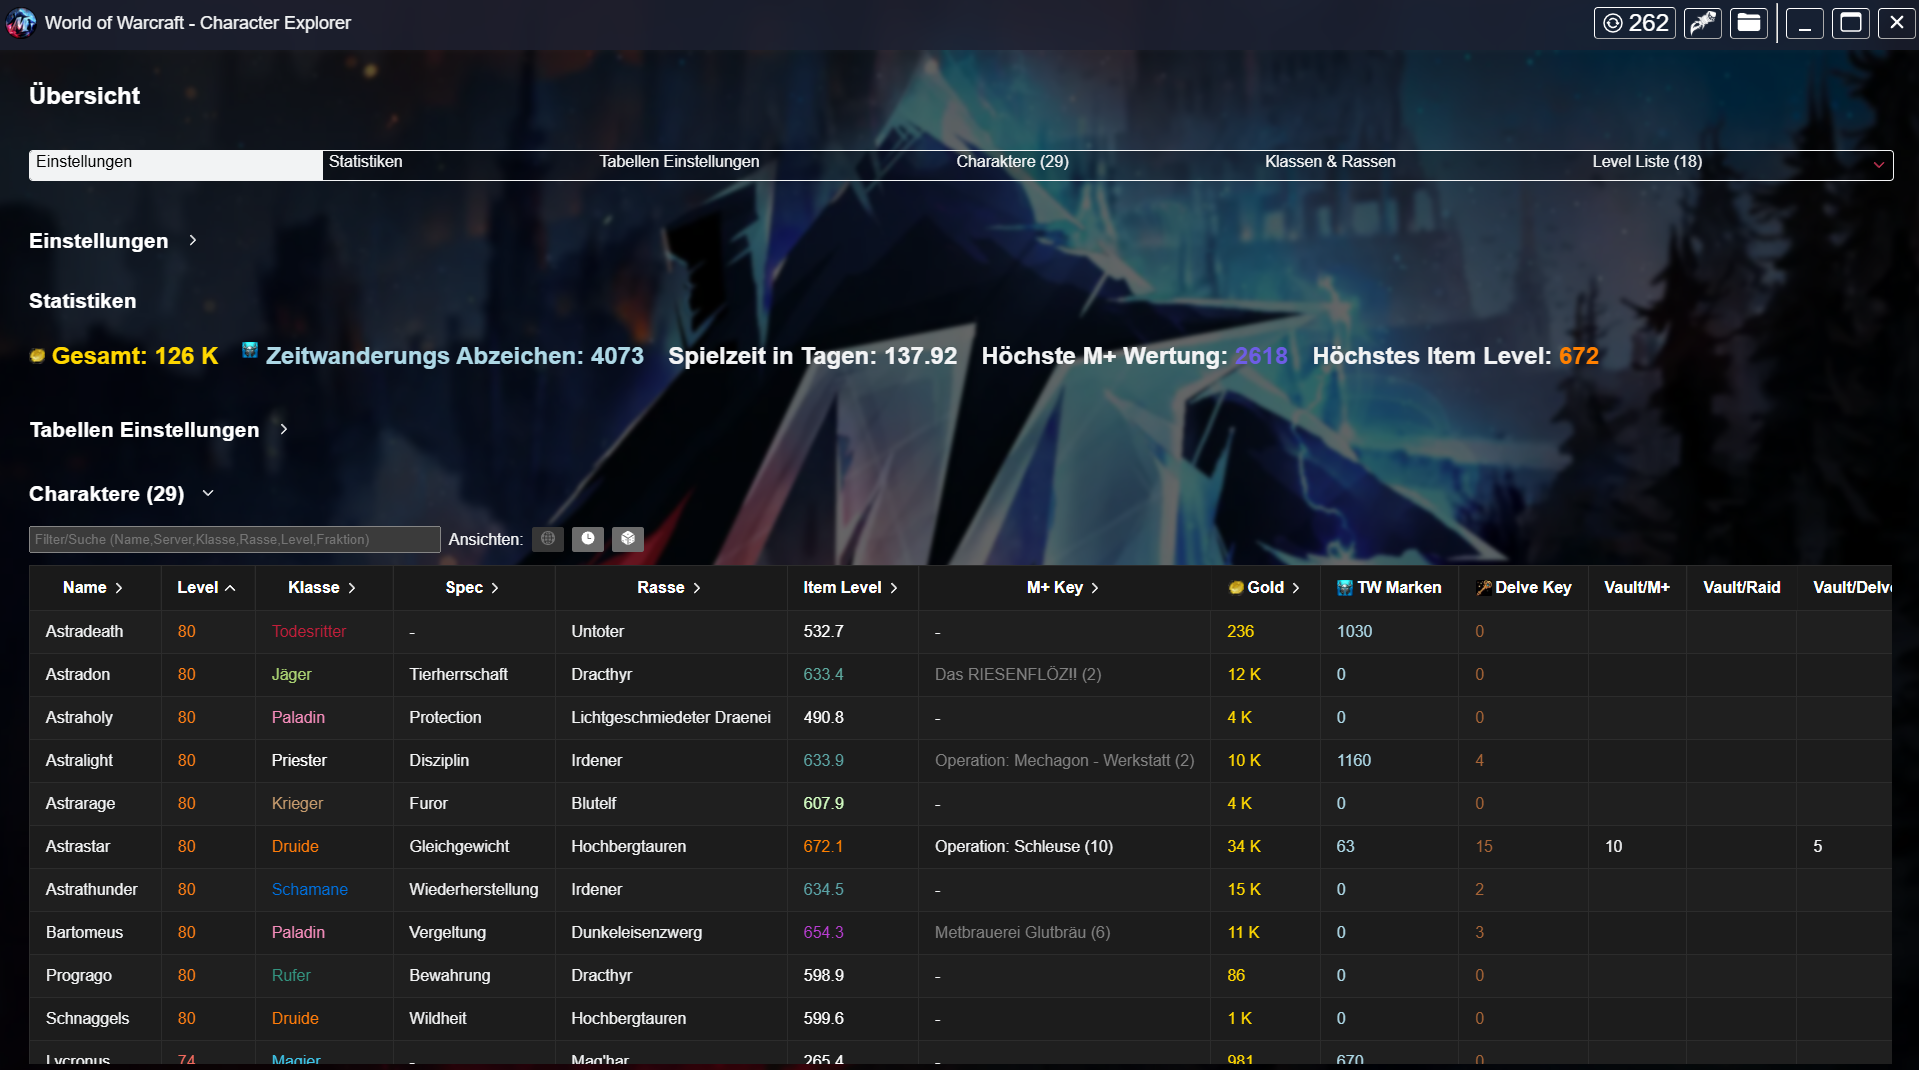 World of Warcraft - Character Explorer 262
Übersicht
Einstellungen Statistiken Tabellen Einstellungen Charaktere (29) Klassen & Rassen Level Liste (18)
Einstellungen
Statistiken
Gesamt: 126 K Zeitwanderungs Abzeichen: 4073 Spielzeit in Tagen: 137.92 Höchste M+ Wertung: 2618 Höchstes Item Level: 672
Tabellen Einstellungen
Charaktere (29)
Filter/Suche (Name,Server,Klasse,Rasse,Level,Fraktion) Ansichten:
Name Level Klasse Spec Rasse Item Level M+ Key Gold TW Marken Delve Key Vault/M+ Vault/Raid Vault/Delve
Astradeath 80 Todesritter - Untoter 532.7 - 236 1030 0
Astradon 80 Jäger Tierherrschaft Dracthyr 633.4 Das RIESENFLÖZ!! (2) 12 K 0 0
Astraholy 80 Paladin Protection Lichtgeschmiedeter Draenei 490.8 - 4 K 0 0
Astralight 80 Priester Disziplin Irdener 633.9 Operation: Mechagon - Werkstatt (2) 10 K 1160 4
Astrarage 80 Krieger Furor Blutelf 607.9 - 4 K 0 0
Astrastar 80 Druide Gleichgewicht Hochbergtauren 672.1 Operation: Schleuse (10) 34 K 63 15 10 5
Astrathunder 80 Schamane Wiederherstellung Irdener 634.5 - 15 K 0 2
Bartomeus 80 Paladin Vergeltung Dunkeleisenzwerg 654.3 Metbrauerei Glutbräu (6) 11 K 0 3
Progrago 80 Rufer Bewahrung Dracthyr 598.9 - 86 0 0
Schnaggels 80 Druide Wildheit Hochbergtauren 599.6 - 1 K 0 0
Lycronus 74 Magier - Mag'har 265.4 - 981 670 0